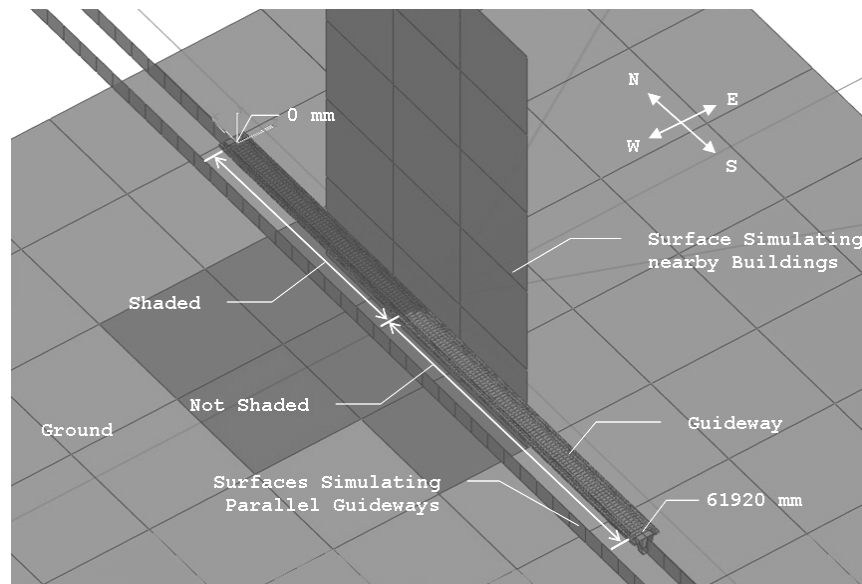 0 mm
N
E
W
S
Surface Simulating
nearby Buildings
Shaded
Not Shaded
Ground
Guideway
Surfaces Simulating
Parallel Guideways
61920 mm